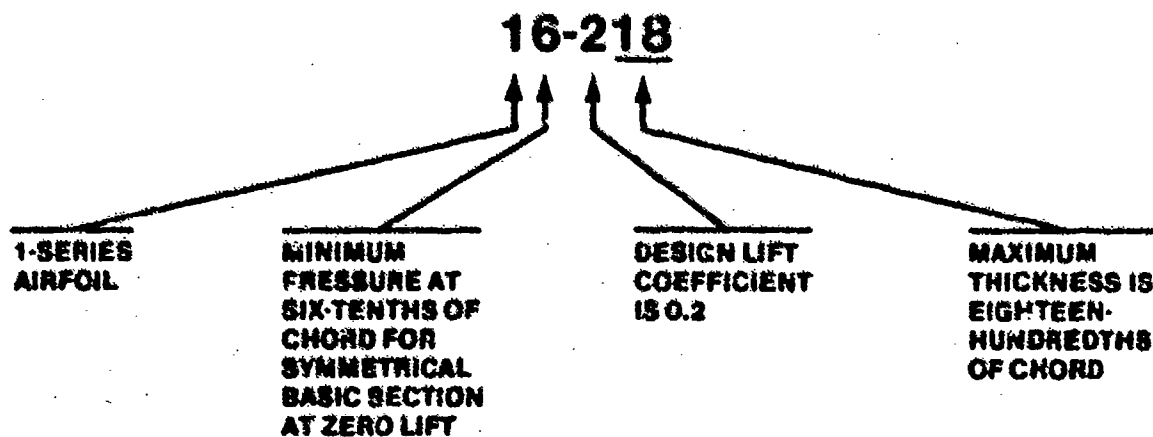 16-218
1-SERIES
AIRFOIL
MINIMUM
PRESSURE AT
SIX-TENTHS OF
CHORD FOR
SYMMETRICAL
BASIC SECTION
AT ZERO LIFT
DESIGN LIFT
COEFFICIENT
IS 0.2
MAXIMUM
THICKNESS IS
EIGHTEEN-
HUNDREDTHS
OF CHORD